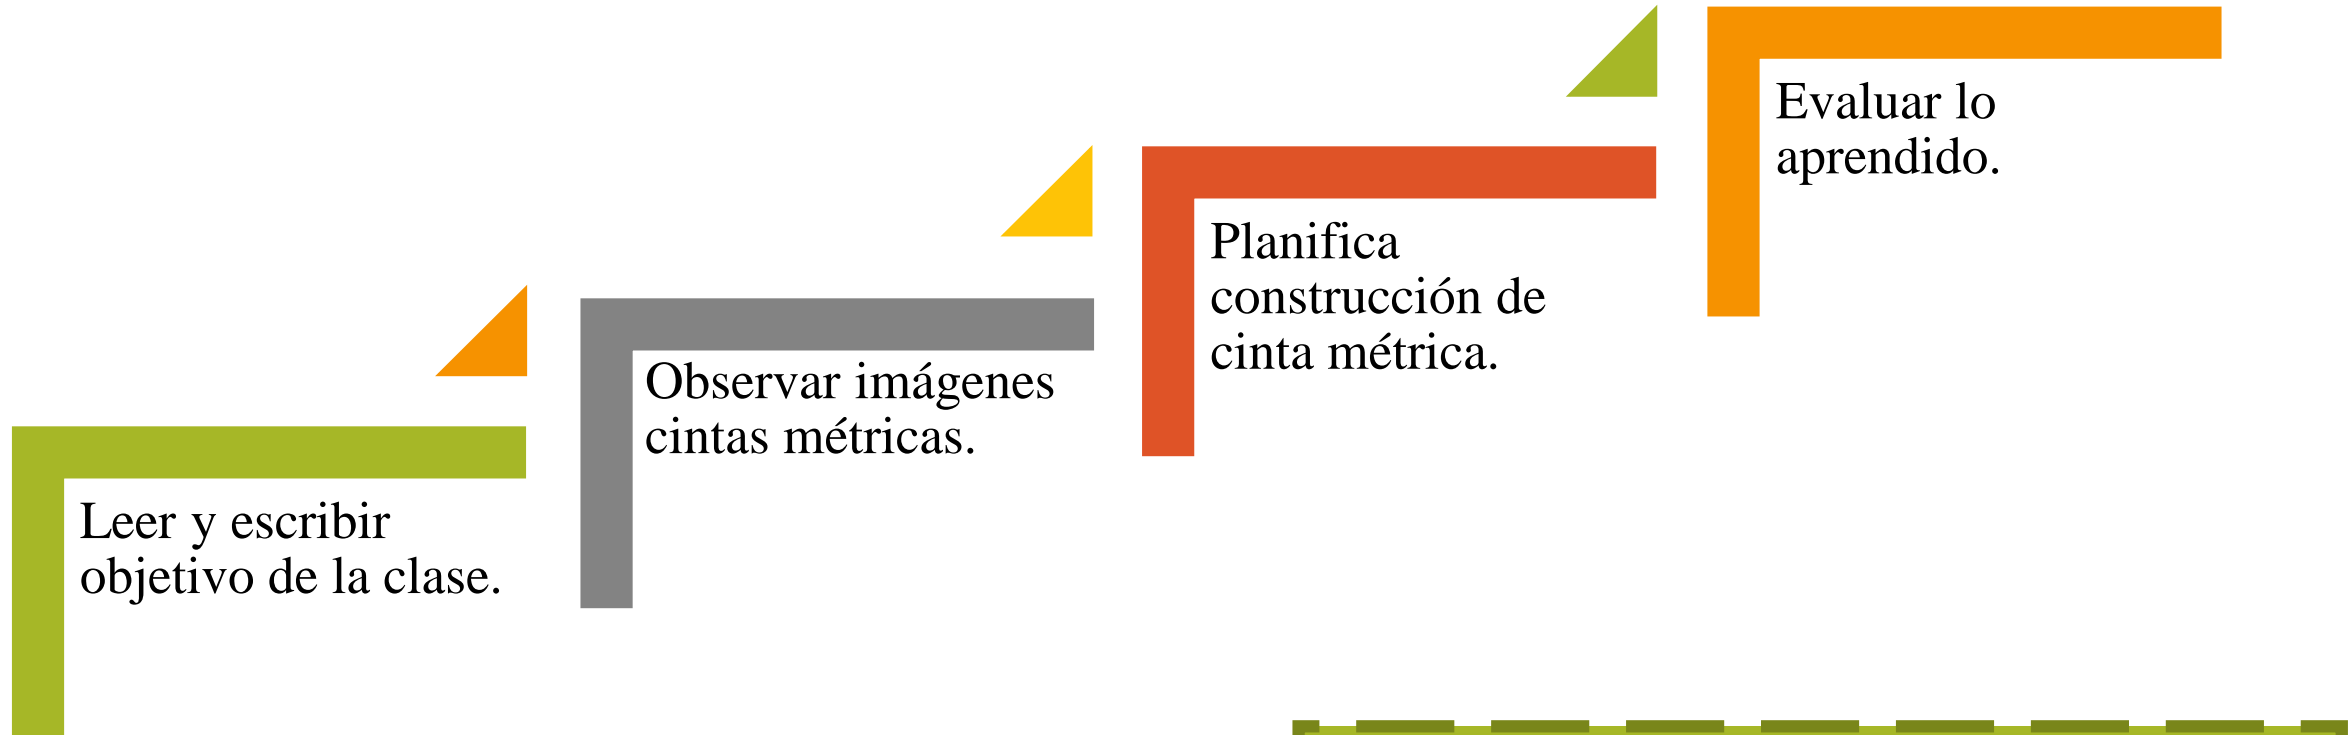 Leer y escribir
objetivo de la clase.
Observar imágenes
cintas métricas.
Planifica
construcción de
cinta métrica.
Evaluar lo
aprendido.